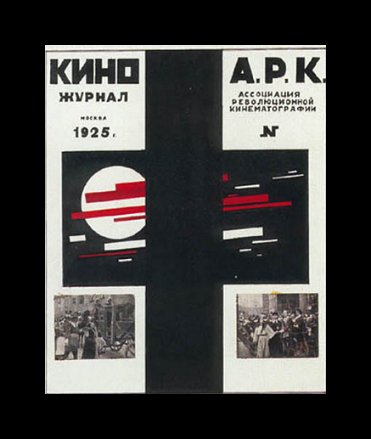 КИНО
ЖУРНАЛ
МОСКВА
1925 г.
А.Р.К.
АССОЦИАЦИЯ
РЕВОЛЮЦИОННОЙ
КИНЕМАТОГРАФИИ
№